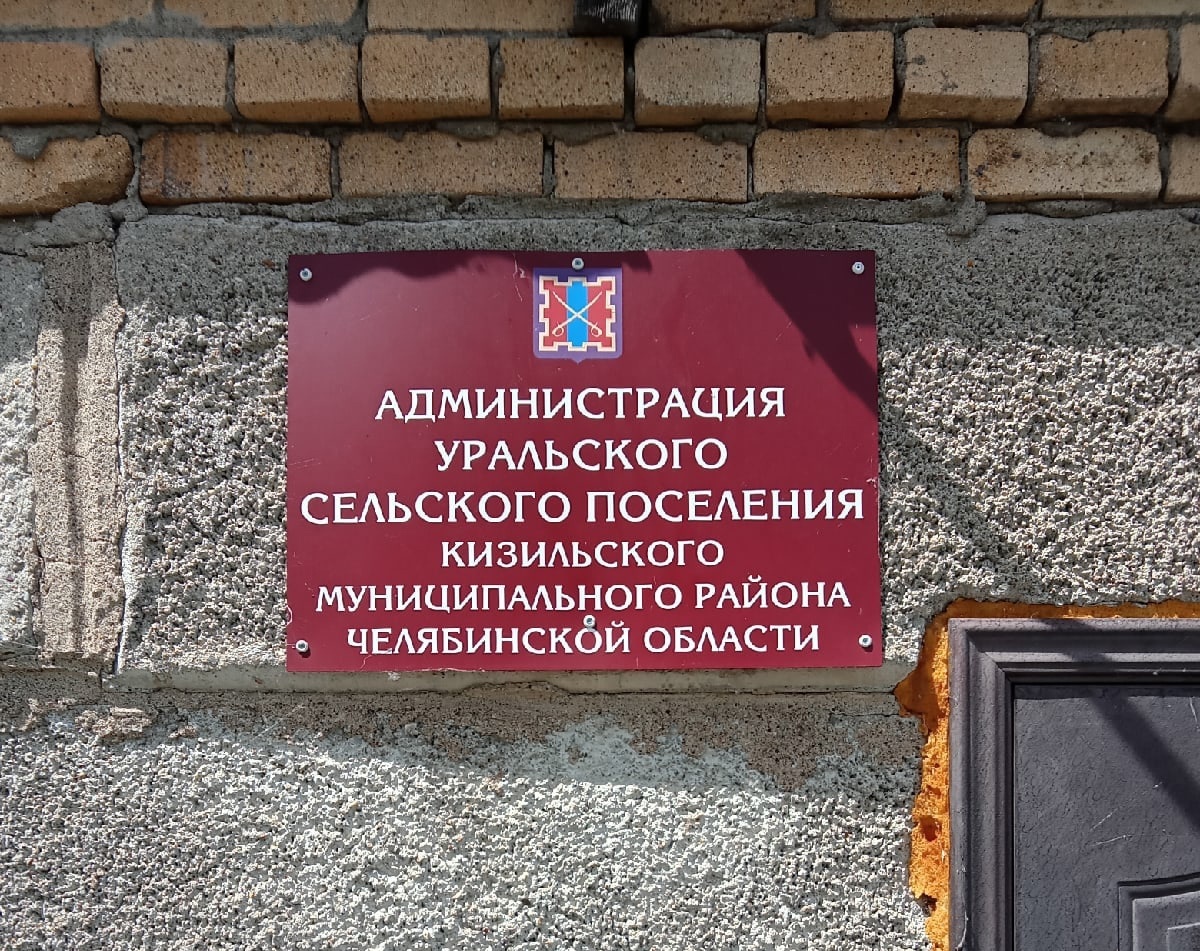 АДМИНИСТРАЦИЯ
УРАЛЬСКОГО
СЕЛЬСКОГО ПОСЕЛЕНИЯ
КИЗИЛЬСКОГО
МУНИЦИПАЛЬНОГО РАЙОНА
ЧЕЛЯБИНСКОЙ ОБЛАСТИ